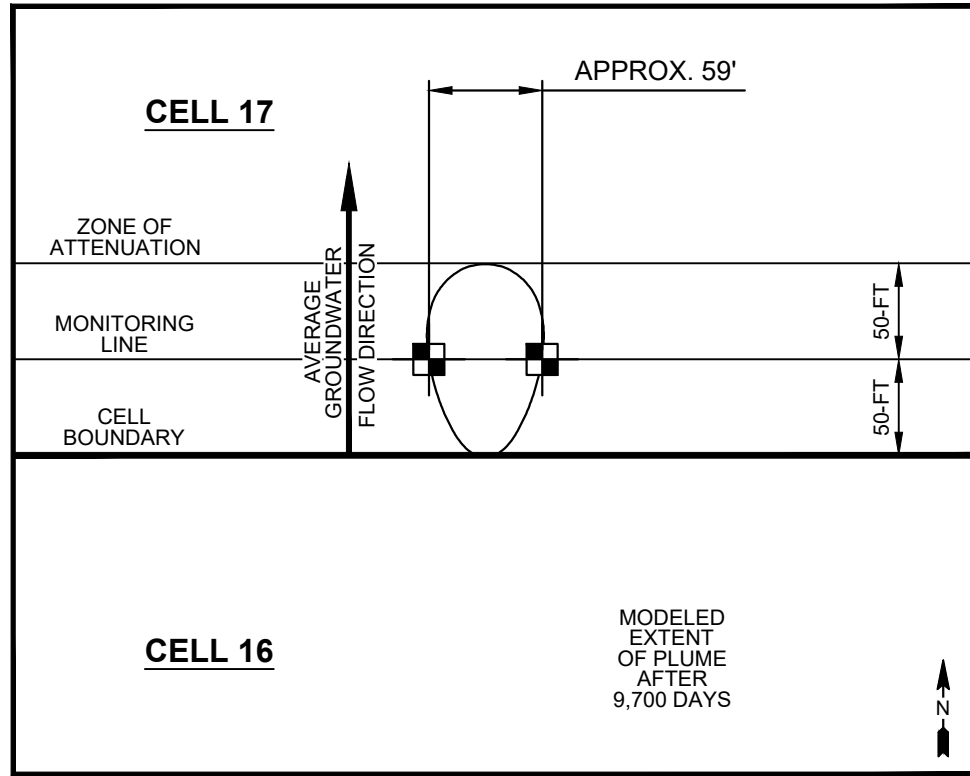 APPROX. 59'
CELL 17
ZONE OF
ATTENUATION
AVERAGE
GROUNDWATER
FLOW DIRECTION
50-FT
MONITORING
LINE
50-FT
CELL
BOUNDARY
CELL 16
MODELED
EXTENT
OF PLUME
AFTER
9,700 DAYS
N